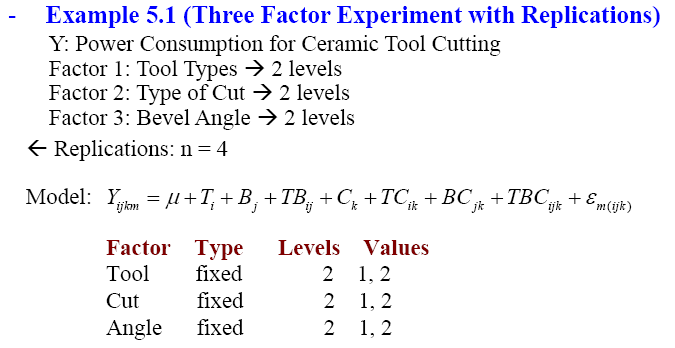 - Example 5.1 (Three Factor Experiment with Replications)
Y: Power Consumption for Ceramic Tool Cutting
Factor 1: Tool Types → 2 levels
Factor 2: Type of Cut → 2 levels
Factor 3: Bevel Angle → 2 levels
← Replications: n = 4
Model: Y_{ijkm} = μ + T_i + B_j + TB_{ij} + C_k + TC_{ik} + BC_{jk} + TBC_{ijk} + ε_{m(ijk)}
Factor Type Levels Values
Tool fixed 2 1, 2
Cut fixed 2 1, 2
Angle fixed 2 1, 2